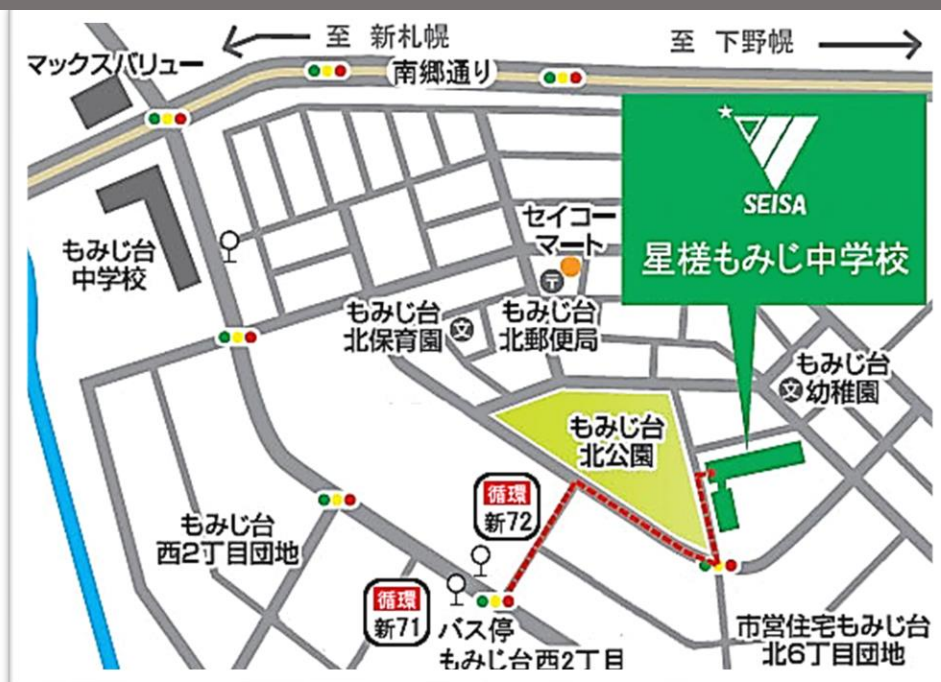 至 新札幌
至 下野幌
マックスバリュー
南郷通り
SEISA
星槎もみじ中学校
もみじ台
中学校
セイコー
マート
〒
もみじ台
北保育園
文
もみじ台
北郵便局
もみじ台
幼稚園
文
もみじ台
北公園
循環
新72
もみじ台
西2丁目団地
循環
新71
バス停
もみじ台西2丁目
市営住宅もみじ台
北6丁目団地